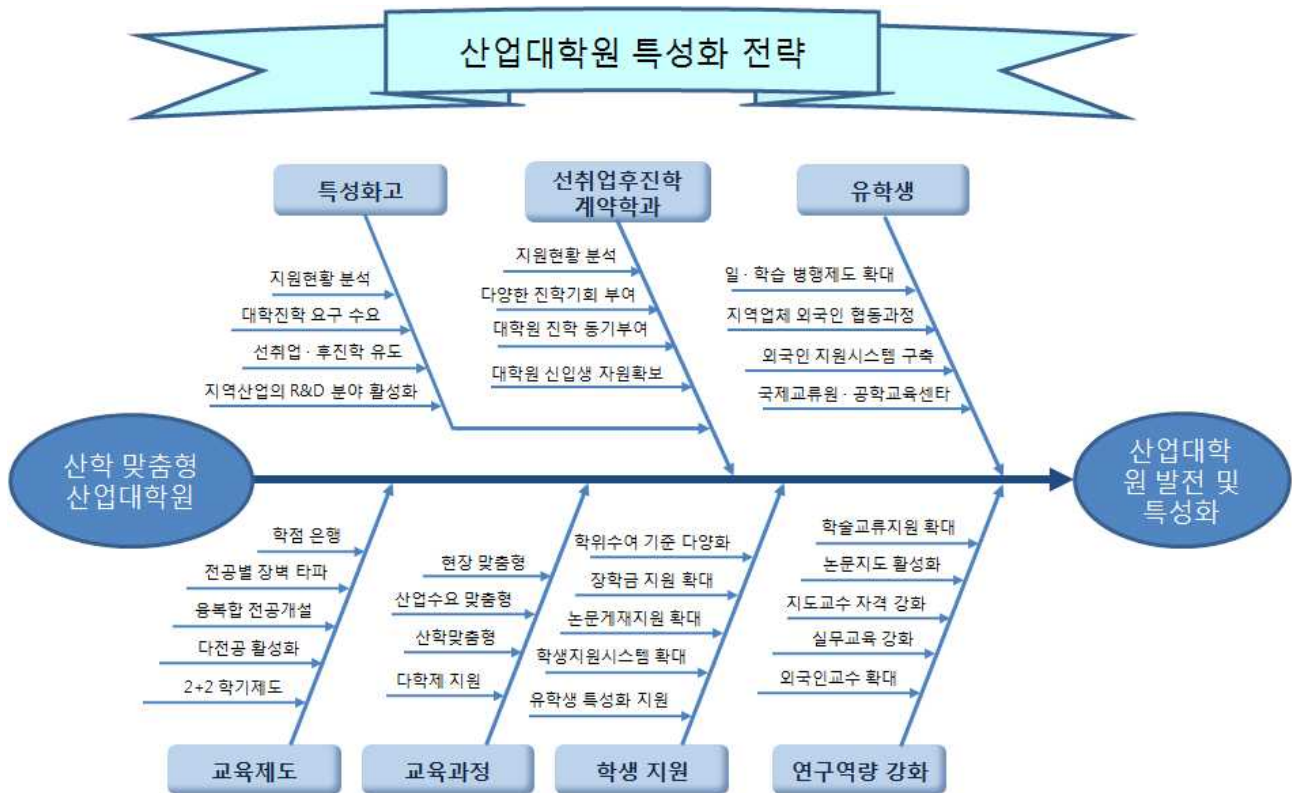 산업대학원 특성화 전략
특성화고
지원현황 분석
대학진학 요구 수요
선취업 · 후진학 유도
지역산업의 R&D 분야 활성화
선취업후진학
계약학과
지원현황 분석
다양한 진학기회 부여
대학원 진학 동기부여
대학원 신입생 자원확보
유학생
일 · 학습 병행제도 확대
지역업체 외국인 협동과정
외국인 지원시스템 구축
국제교류원 · 공학교육센타
산학 맞춤형
산업대학원
산업대학
원 발전 및
특성화
학점 은행
전공별 장벽 타파
융복합 전공개설
다전공 활성화
2+2 학기제도
교육제도
현장 맞춤형
산업수요 맞춤형
산학맞춤형
다학제 지원
교육과정
학위수여 기준 다양화
장학금 지원 확대
논문게재지원 확대
학생지원시스템 확대
유학생 특성화 지원
학생 지원
학술교류지원 확대
논문지도 활성화
지도교수 자격 강화
실무교육 강화
외국인교수 확대
연구역량 강화